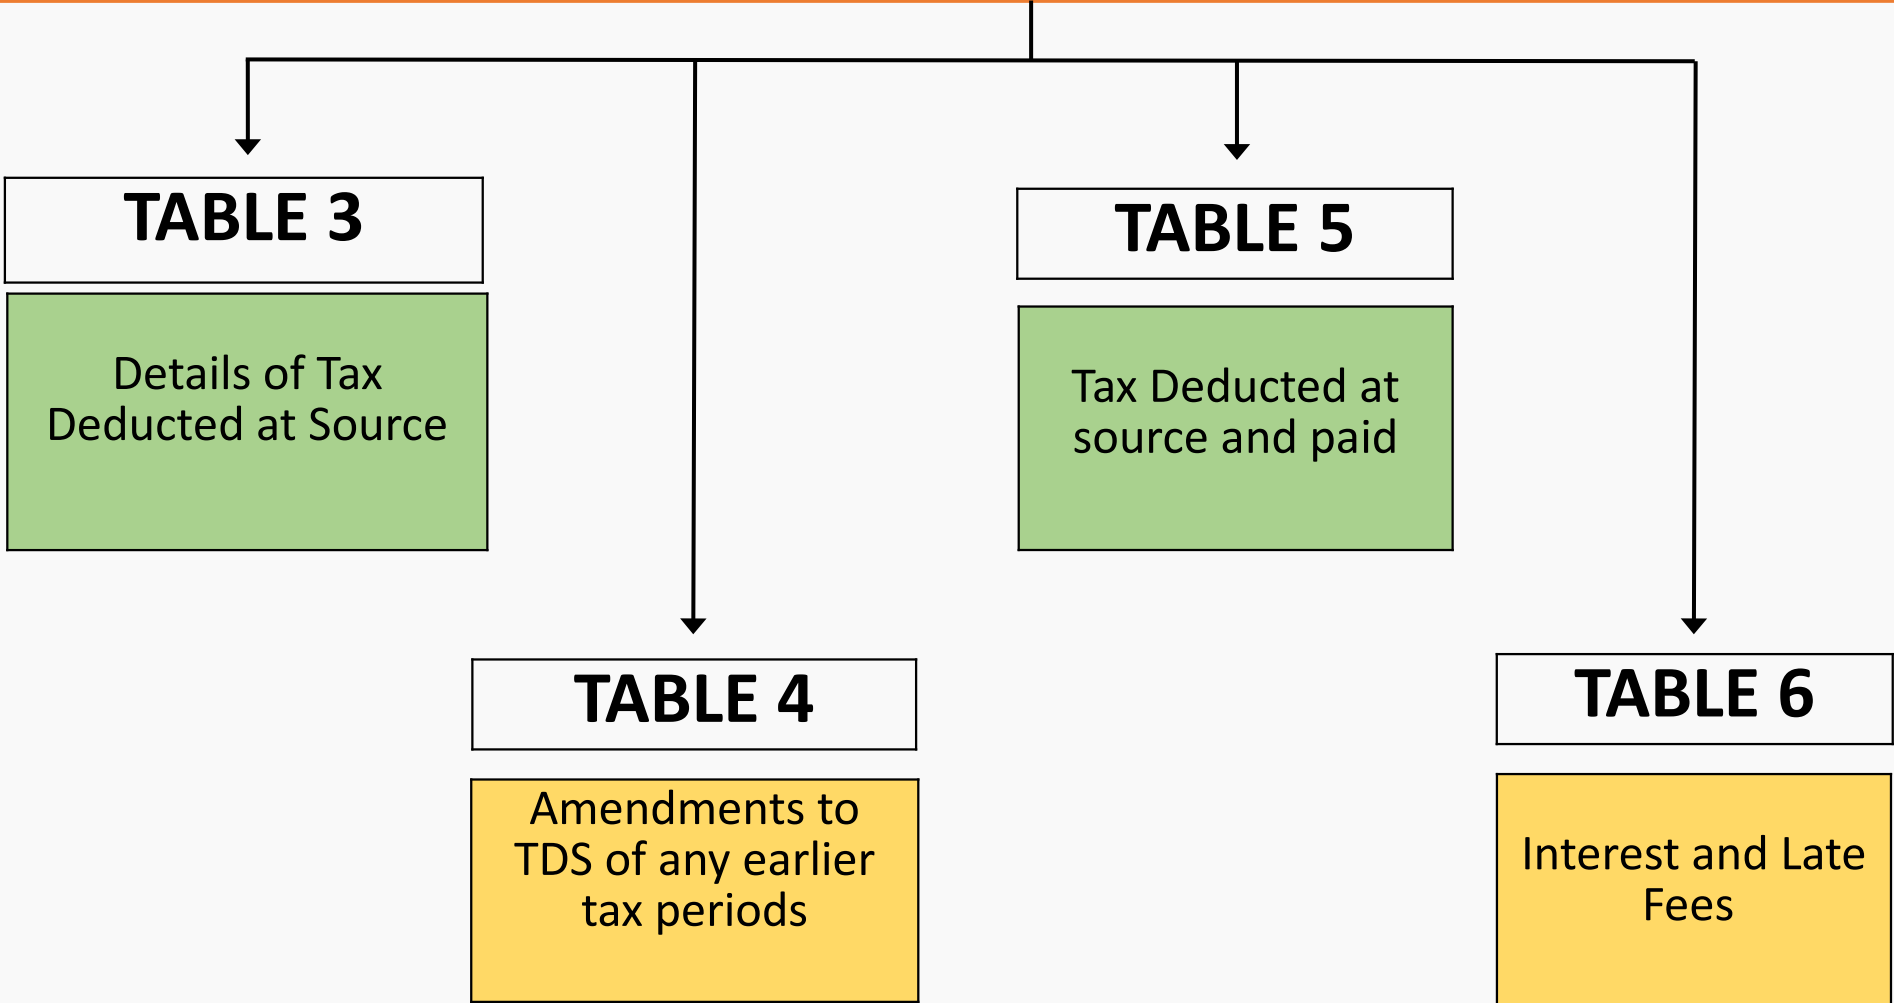 TABLE 3
Details of Tax
Deducted at Source
TABLE 4
Amendments to
TDS of any earlier
tax periods
TABLE 5
Tax Deducted at
source and paid
TABLE 6
Interest and Late
Fees